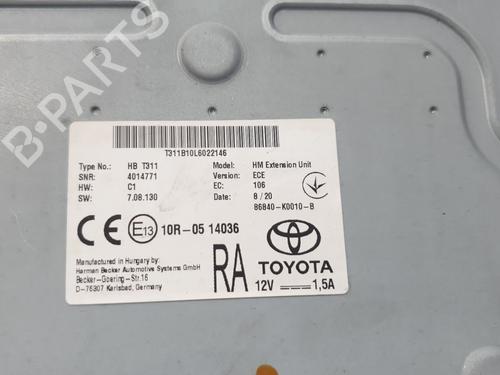 B-PARTS
T311B10L6022146
Type No.: HB T311 Model: HM Extension Unit
SNR: 4014771 Version: ECE
HW: C1 EC: 106
SW: 7.08.130 Date: 8 / 20
86840-K0010-B
CE E13 10R-05 14036
Manufactured in Hungary by:
Harman Becker Automotive Systems GmbH
Becker-Goering-Str.16
D-76307 Karlsbad, Germany
RA
TOYOTA
12V 1,5A